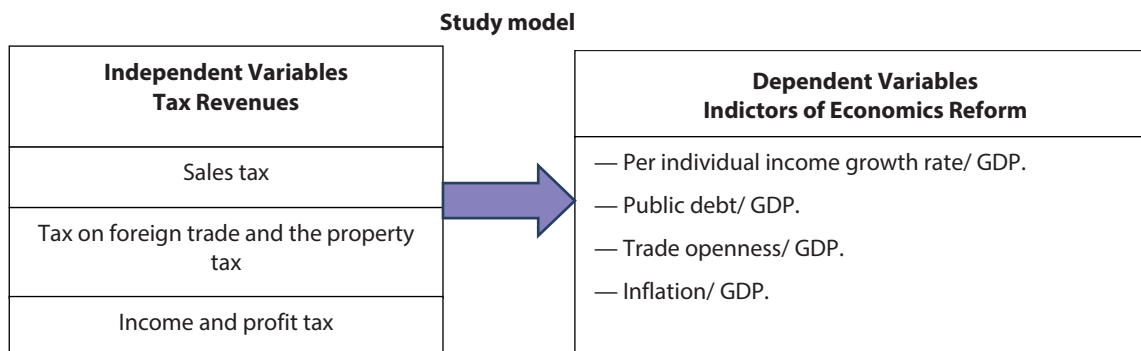 Study model
Independent Variables
Tax Revenues
Sales tax
Tax on foreign trade and the property
tax
Income and profit tax
Dependent Variables
Indictors of Economics Reform
— Per individual income growth rate/ GDP.
— Public debt/ GDP.
— Trade openness/ GDP.
— Inflation/ GDP.